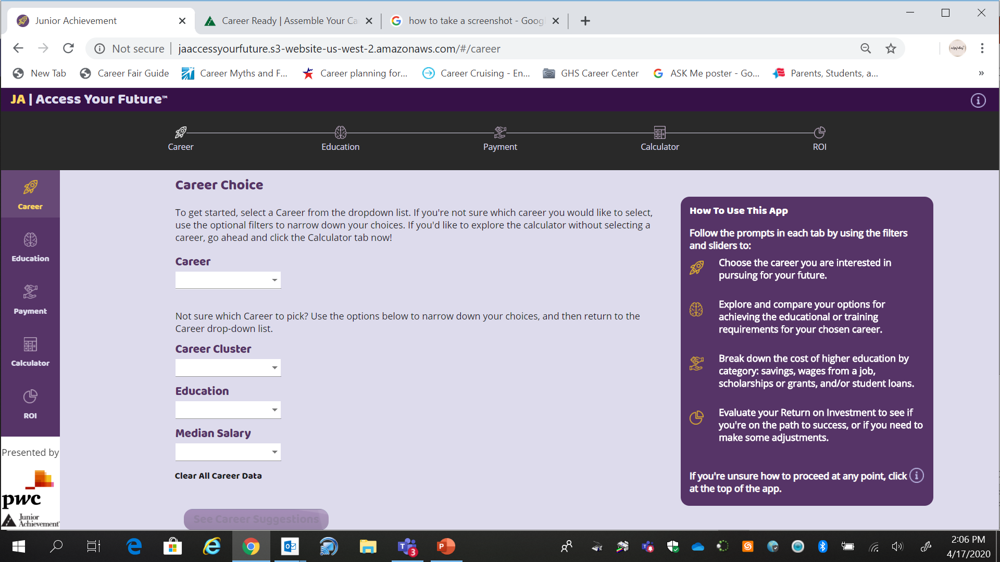 Junior Achievement
Career Ready | Assemble Your Ca
how to take a screenshot - Goog
Not secure | jaaccessyourfuture.s3-website-us-west-2.amazonaws.com/#/career
New Tab
Career Fair Guide
Career Myths and F...
Career planning for...
Career Cruising - En...
GHS Career Center
ASK Me poster - Go...
Parents, Students, a...
»
JA | Access Your Future™
Career
Education
Payment
Calculator
ROI
Career
Education
Payment
Calculator
ROI
Presented by
pwc
Junior
Achievement
Career Choice
To get started, select a Career from the dropdown list. If you're not sure which career you would like to select,
use the optional filters to narrow down your choices. If you'd like to explore the calculator without selecting a
career, go ahead and click the Calculator tab now!
Career
Not sure which Career to pick? Use the options below to narrow down your choices, and then return to the
Career drop-down list.
Career Cluster
Education
Median Salary
Clear All Career Data
See Career Suggestions
How To Use This App
Follow the prompts in each tab by using the filters
and sliders to:
Choose the career you are interested in
pursuing for your future.
Explore and compare your options for
achieving the educational or training
requirements for your chosen career.
Break down the cost of higher education by
category: savings, wages from a job,
scholarships or grants, and/or student loans.
Evaluate your Return on Investment to see if
you're on the path to success, or if you need to
make some adjustments.
If you're unsure how to proceed at any point, click i
at the top of the app.
2:06 PM
4/17/2020